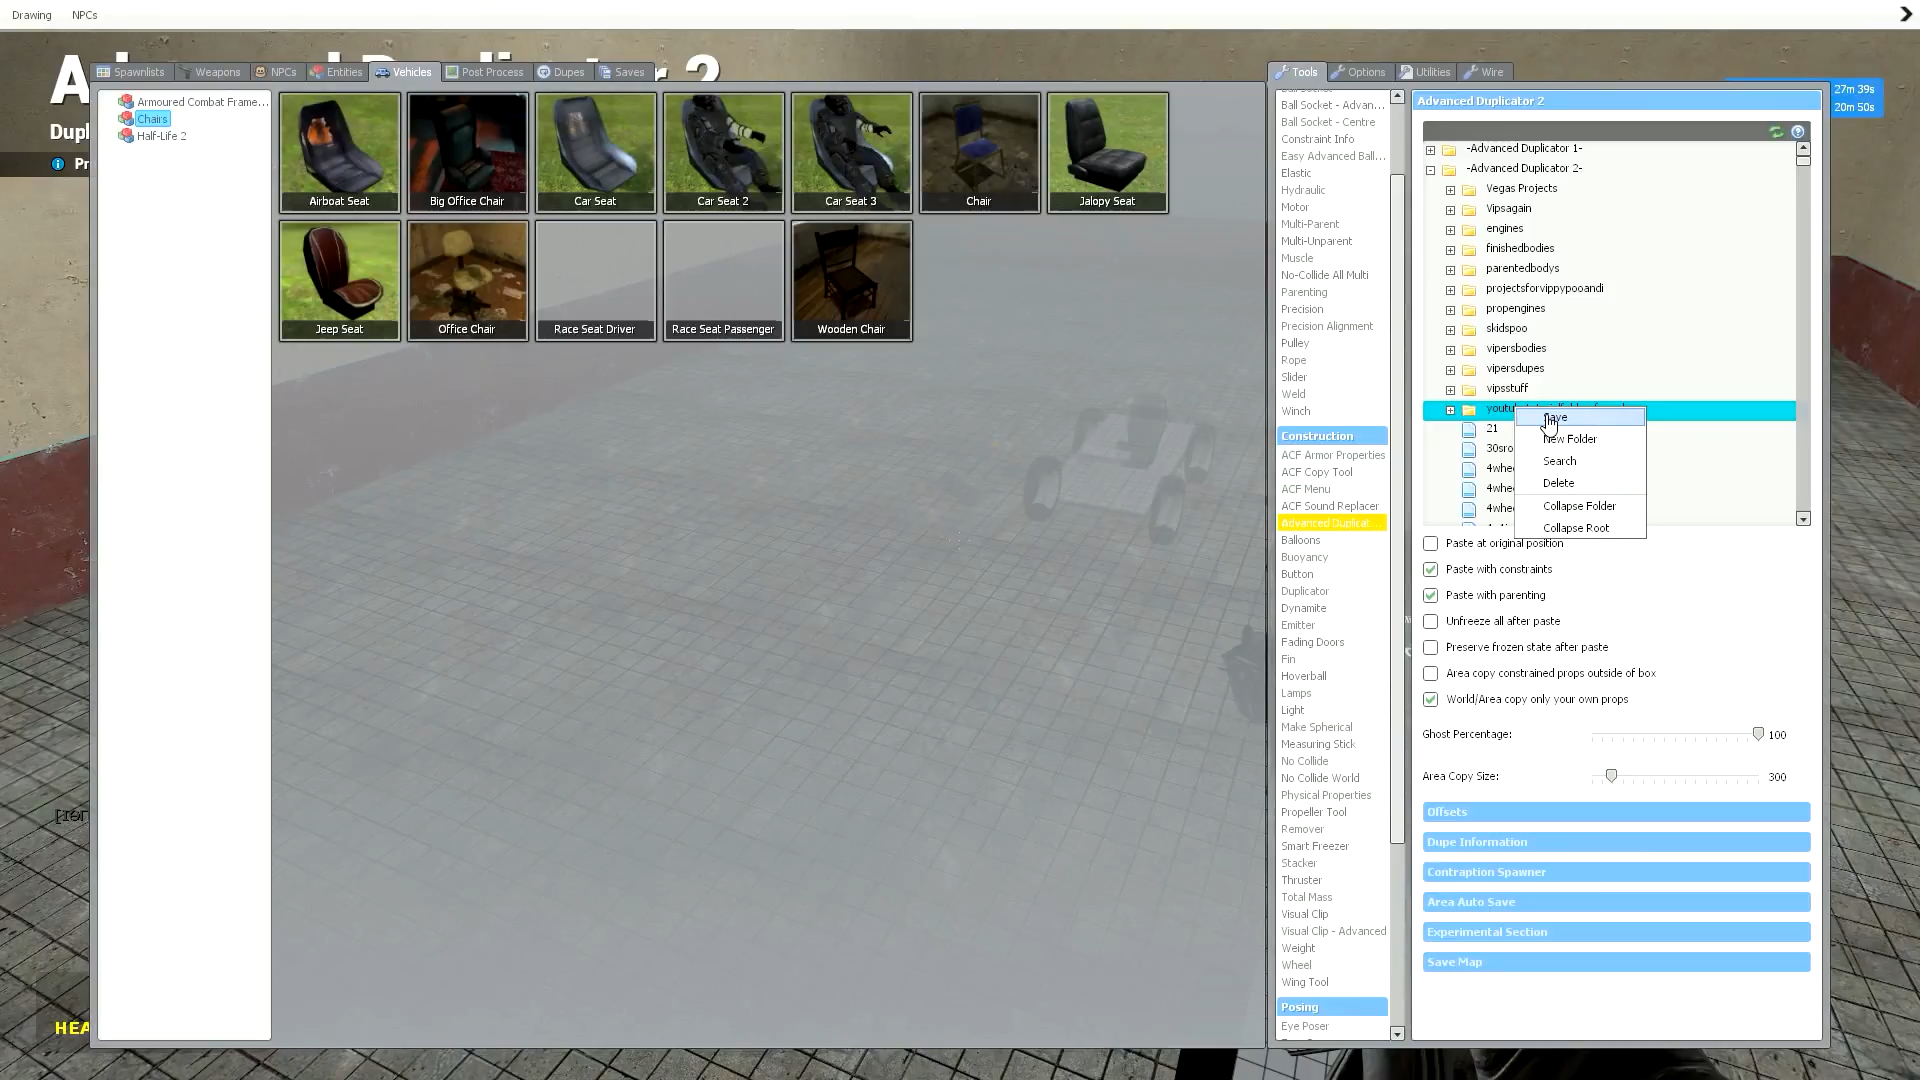 Drawing NPCs
Advanced Duplicator 2
Spawnlists Weapons NPCs Entities Vehicles Post Process Dupes Saves
Tools Options Utilities Wire
Armoured Combat Frame...
Chairs
Half-Life 2
Airboat Seat
Big Office Chair
Car Seat
Car Seat 2
Car Seat 3
Chair
Jalopy Seat
Jeep Seat
Office Chair
Race Seat Driver
Race Seat Passenger
Wooden Chair
Ball Socket - Advan...
Ball Socket - Centre
Constraint Info
Easy Advanced Ball...
Elastic
Hydraulic
Motor
Multi-Parent
Multi-Unparent
Muscle
No-Collide All Multi
Parenting
Precision
Precision Alignment
Pulley
Rope
Slider
Weld
Winch
Construction
ACF Armor Properties
ACF Copy Tool
ACF Menu
ACF Sound Replacer
Advanced Duplicat...
Balloons
Buoyancy
Button
Duplicator
Dynamite
Emitter
Fading Doors
Fin
Hoverball
Lamps
Light
Make Spherical
Measuring Stick
No Collide
No Collide World
Physical Properties
Propeller Tool
Remover
Smart Freezer
Stacker
Thruster
Total Mass
Visual Clip
Visual Clip - Advanced
Weight
Wheel
Wing Tool
Posing
Eye Poser
-Advanced Duplicator 1-
-Advanced Duplicator 2-
Vegas Projects
Vipsagain
engines
finishedbodies
parentedbodys
projectsforvippypooandi
propengines
skidspoo
vipersbodies
vipersdupes
vipsstuff
21
30sro
4whe
4whe
4whe
Save
New Folder
Search
Delete
Collapse Folder
Collapse Root
Paste at original position
Paste with constraints
Paste with parenting
Unfreeze all after paste
Preserve frozen state after paste
Area copy constrained props outside of box
World/Area copy only your own props
Ghost Percentage: 100
Area Copy Size: 300
Offsets
Dupe Information
Contraption Spawner
Area Auto Save
Experimental Section
Save Map
27m 39s
20m 50s
Dupl
Pr
HEA